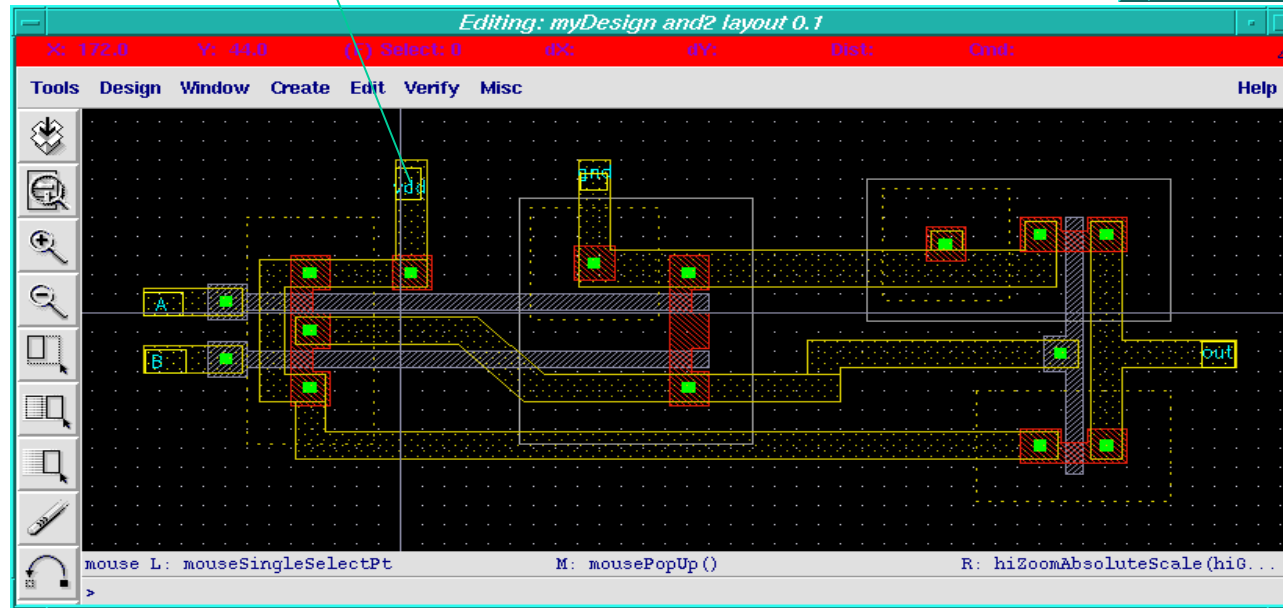 Editing: myDesign and2 layout 0.1
X: 172.0 Y: 44.0 (F) Select: 0 dX: dY: Dist: Cmd:
Tools Design Window Create Edit Verify Misc Help
vdd gnd
A
B
out
mouse L: mouseSingleSelectPt M: mousePopUp() R: hiZoomAbsoluteScale(hiG...
>